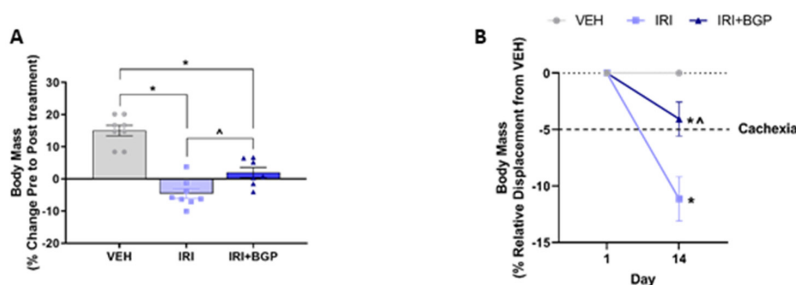 VEH IRI IRI+BGP
A
B
Body Mass
(% Change Pre to Post treatment)
30
20
10
0
-10
-20
*
*
^
VEH IRI IRI+BGP
Body Mass
(% Relative Displacement from VEH)
0
-5
-10
-15
*^
*
Cachexia
1 14
Day